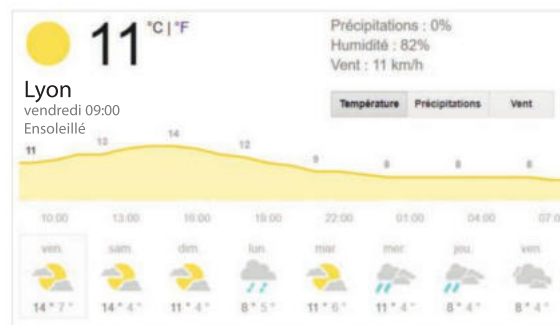 11 °C | °F
Précipitations : 0%
Humidité : 82%
Vent : 11 km/h
Lyon
vendredi 09:00
Ensoleillé
Température Précipitations Vent
11 13 14 12 9 8 8 8
10:00 13:00 16:00 19:00 22:00 01:00 04:00 07:0
ven. sam. dim. lun. mar. mer. jeu. ven.
14° 7° 14° 4° 11° 4° 8° 5° 11° 6° 11° 4° 8° 4° 8° 4°